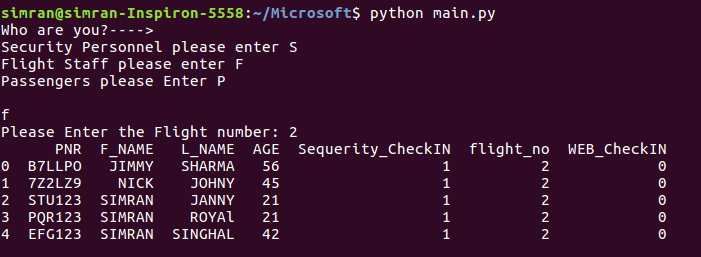 simran@simran-Inspiron-5558:~/Microsoft$ python main.py
Who are you?---->
Security Personnel please enter S
Flight Staff please enter F
Passengers please Enter P
f
Please Enter the Flight number: 2
PNR F_NAME L_NAME AGE Sequerity_CheckIN flight_no WEB_CheckIN
0 B7LLPO JIMMY SHARMA 56 1 2 0
1 7Z2LZ9 NICK JOHNY 45 1 2 0
2 STU123 SIMRAN JANNY 21 1 2 0
3 PQR123 SIMRAN ROYAl 21 1 2 0
4 EFG123 SIMRAN SINGHAL 42 1 2 0